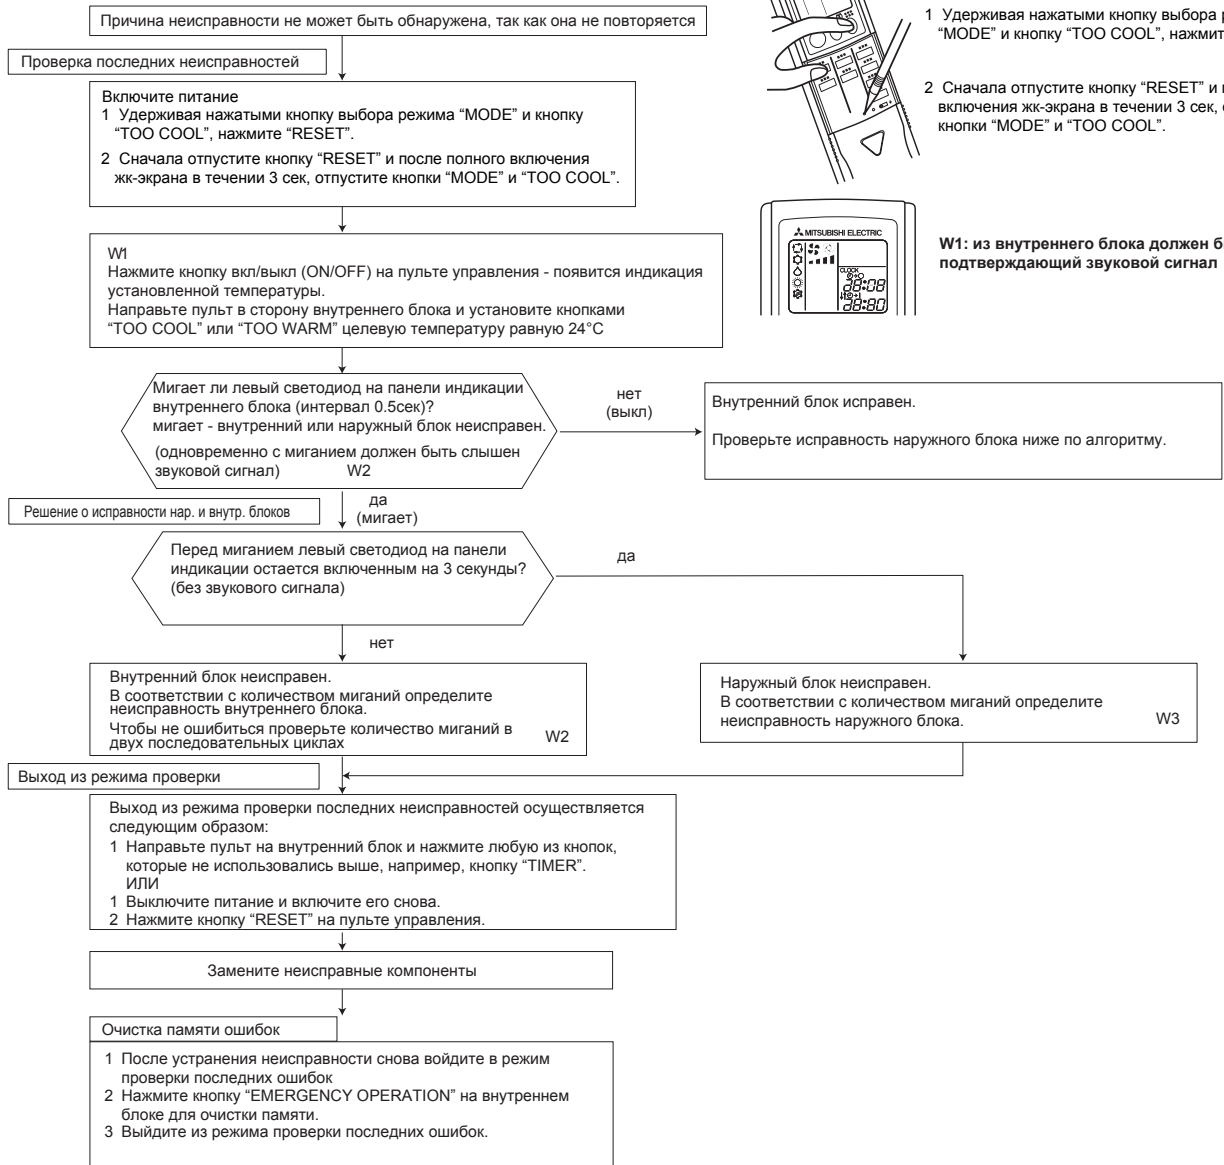 Причина неисправности не может быть обнаружена, так как она не повторяется
Проверка последних неисправностей
Включите питание
1 Удерживая нажатыми кнопку выбора режима “MODE” и кнопку
“TOO COOL”, нажмите “RESET”.
2 Сначала отпустите кнопку “RESET” и после полного включения
жк-экрана в течении 3 сек, отпустите кнопки “MODE” и “TOO COOL”.
1 Удерживая нажатыми кнопку выбора
“MODE” и кнопку “TOO COOL”, нажмит
2 Сначала отпустите кнопку “RESET” и
включения жк-экрана в течении 3 сек,
кнопки “MODE” и “TOO COOL”.
MITSUBISHI ELECTRIC
CLOCK
W1: из внутреннего блока должен
подтверждающий звуковой сигнал
W1
Нажмите кнопку вкл/выкл (ON/OFF) на пульте управления - появится индикация
установленной температуры.
Направьте пульт в сторону внутреннего блока и установите кнопками
“TOO COOL” или “TOO WARM” целевую температуру равную 24°C
Мигает ли левый светодиод на панели индикации
внутреннего блока (интервал 0.5сек)?
мигает - внутренний или наружный блок неисправен.
(одновременно с миганием должен быть слышен
звуковой сигнал) W2
нет
(выкл)
Внутренний блок исправен.
Проверьте исправность наружного блока ниже по алгоритму.
да
(мигает)
Решение о исправности нар. и внутр. блоков
Перед миганием левый светодиод на панели
индикации остается включенным на 3 секунды?
(без звукового сигнала)
да
нет
Внутренний блок неисправен.
В соответствии с количеством миганий определите
неисправность внутреннего блока.
Чтобы не ошибиться проверьте количество миганий в
двух последовательных циклах W2
Наружный блок неисправен.
В соответствии с количеством миганий определите
неисправность наружного блока. W3
Выход из режима проверки
Выход из режима проверки последних неисправностей осуществляется
следующим образом:
1 Направьте пульт на внутренний блок и нажмите любую из кнопок,
которые не использовались выше, например, кнопку “TIMER”.
ИЛИ
1 Выключите питание и включите его снова.
2 Нажмите кнопку “RESET” на пульте управления.
Замените неисправные компоненты
Очистка памяти ошибок
1 После устранения неисправности снова войдите в режим
проверки последних ошибок
2 Нажмите кнопку “EMERGENCY OPERATION” на внутреннем
блоке для очистки памяти.
3 Выйдите из режима проверки последних ошибок.